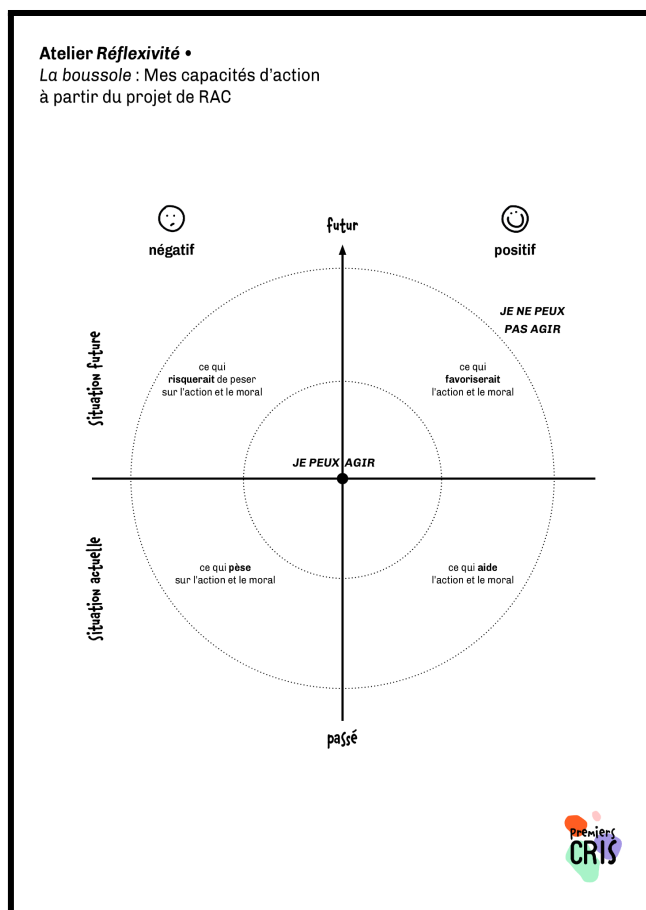 Atelier Réflexivité •
La boussole : Mes capacités d'action
à partir du projet de RAC
futur
négatif
positif
JE NE PEUX
PAS AGIR
Situation future
ce qui
risquerait de peser
sur l'action et le moral
ce qui
favoriserait
l'action et le moral
JE PEUX AGIR
Situation actuelle
ce qui pèse
sur l'action et le moral
ce qui aide
l'action et le moral
passé
Premiers
CRIS